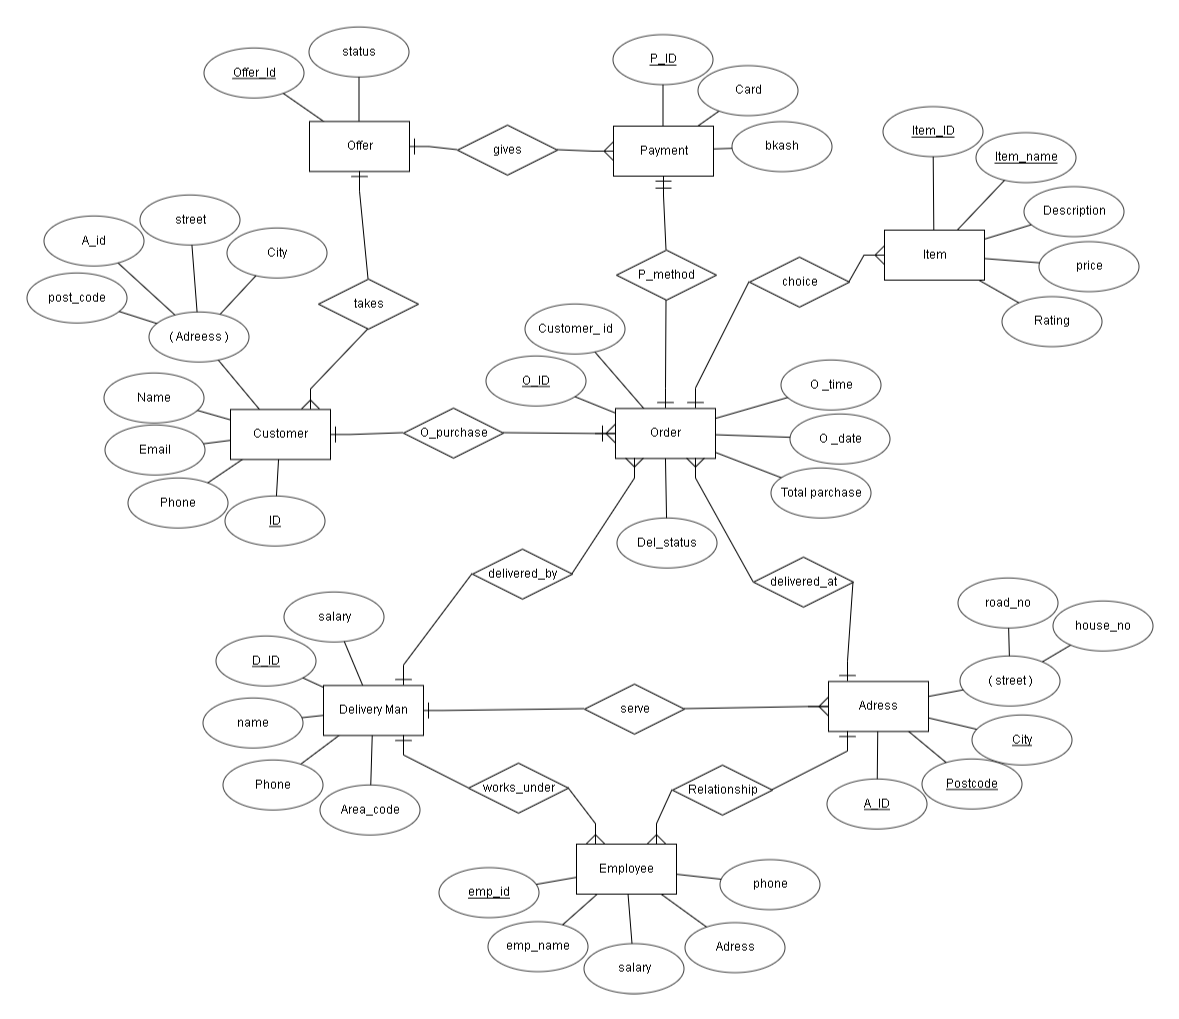 status
Offer_Id
P_ID
Card
Offer
gives
Payment
bkash
Item_ID
Item_name
Description
street
A_id
City
Item
price
post_code
P_method
choice
takes
Rating
( Adreess )
Customer_ id
O_ID
O _time
Name
Customer
O_purchase
Order
O _date
Email
Phone
ID
Total parchase
Del_status
delivered_by
delivered_at
road_no
house_no
salary
D_ID
( street )
name
Delivery Man
serve
Adress
City
Phone
works_under
Relationship
Postcode
Area_code
A_ID
Employee
emp_id
phone
emp_name
Adress
salary